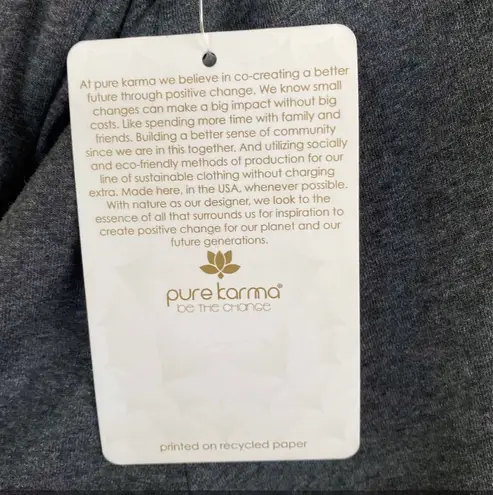 At pure karma we believe in co-creating a better
future through positive change. We know small
changes can make a big impact without big
costs. Like spending more time with family and
friends. Building a better sense of community
since we are in this together. And utilizing socially
and eco-friendly methods of production for our
line of sustainable clothing without charging
extra. Made here, in the USA, whenever possible.
With nature as our designer, we look to the
essence of all that surrounds us for inspiration to
create positive change for our planet and our
future generations.
pure karma®
be THE CHANGE
printed on recycled paper